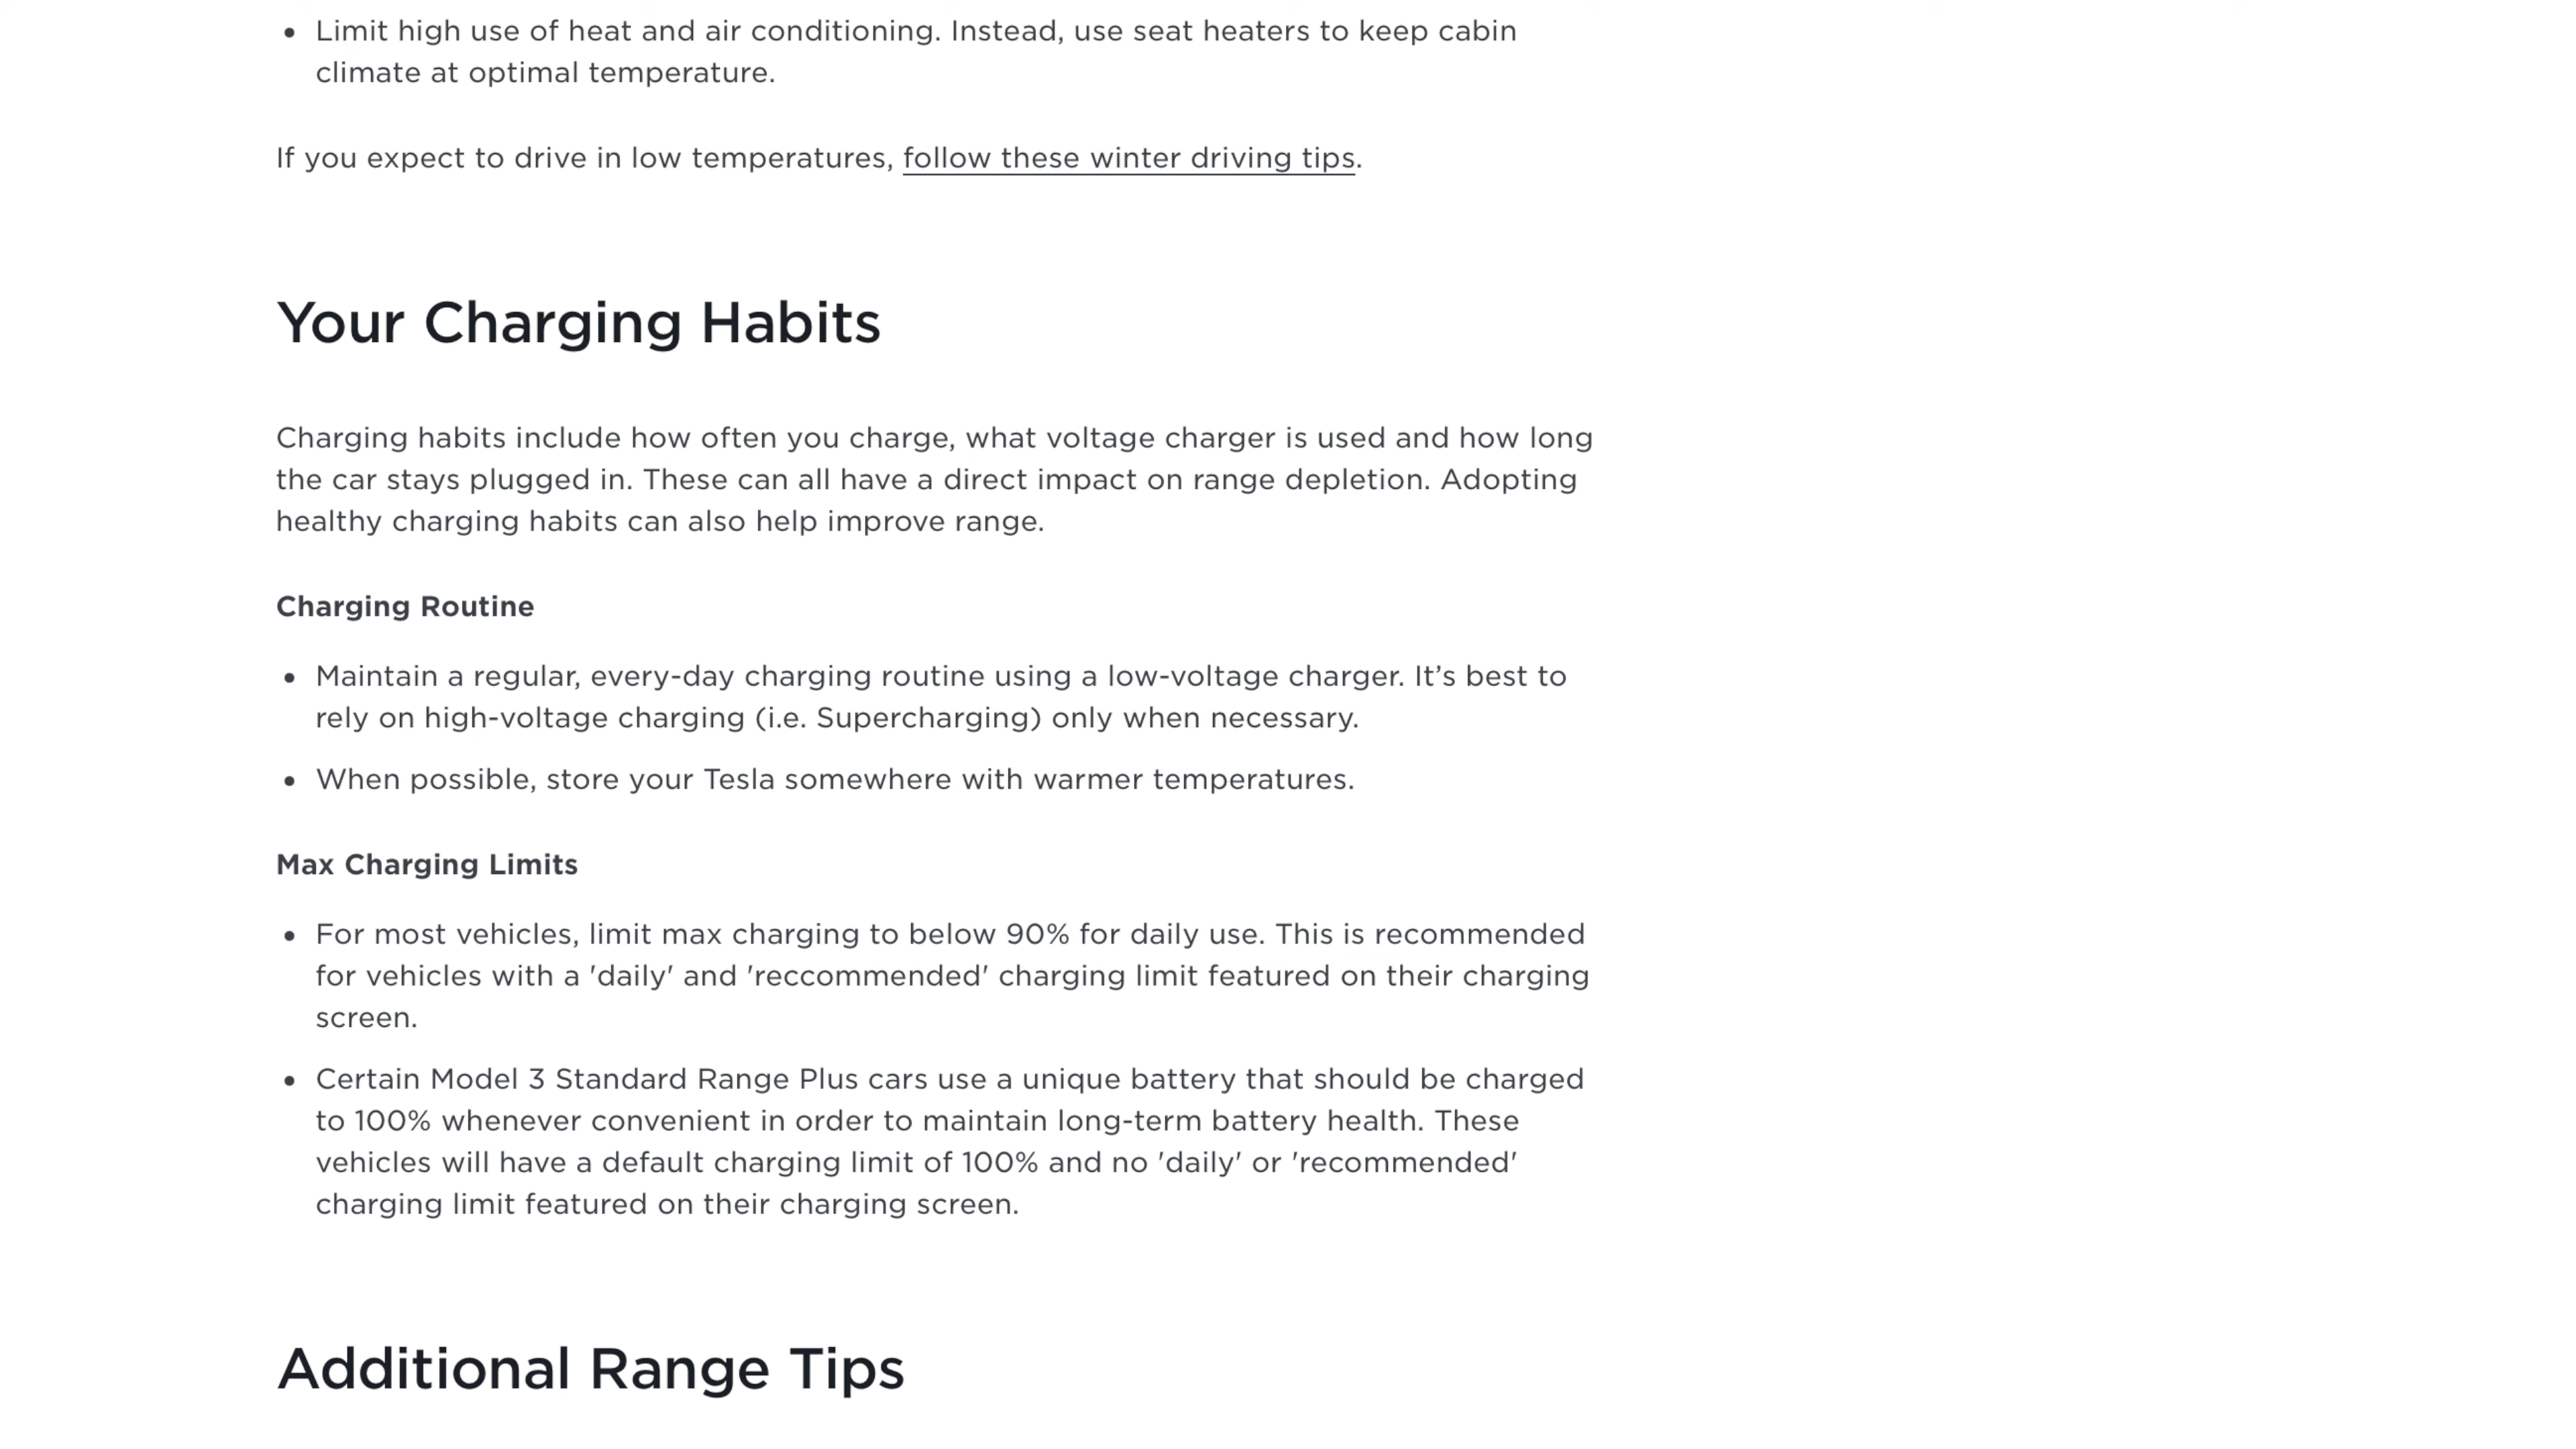 Limit high use of heat and air conditioning. Instead, use seat heaters to keep cabin
climate at optimal temperature.
If you expect to drive in low temperatures, follow these winter driving tips.
Your Charging Habits
Charging habits include how often you charge, what voltage charger is used and how long
the car stays plugged in. These can all have a direct impact on range depletion. Adopting
healthy charging habits can also help improve range.
Charging Routine
Maintain a regular, every-day charging routine using a low-voltage charger. It’s best to
rely on high-voltage charging (i.e. Supercharging) only when necessary.
When possible, store your Tesla somewhere with warmer temperatures.
Max Charging Limits
For most vehicles, limit max charging to below 90% for daily use. This is recommended
for vehicles with a 'daily' and 'reccommended' charging limit featured on their charging
screen.
Certain Model 3 Standard Range Plus cars use a unique battery that should be charged
to 100% whenever convenient in order to maintain long-term battery health. These
vehicles will have a default charging limit of 100% and no 'daily' or 'recommended'
charging limit featured on their charging screen.
Additional Range Tips